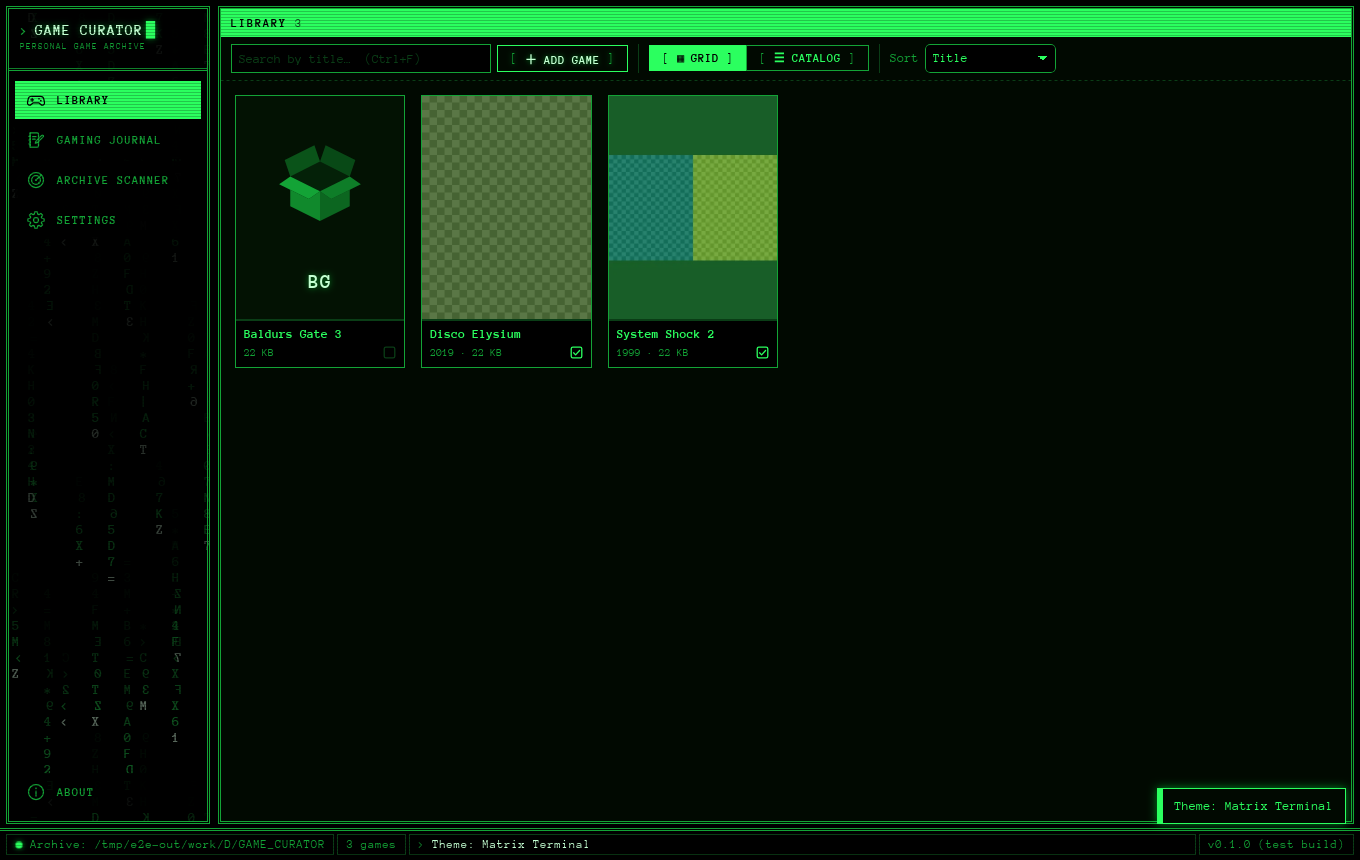 › GAME CURATOR
PERSONAL GAME ARCHIVE
LIBRARY
GAMING JOURNAL
ARCHIVE SCANNER
SETTINGS
ABOUT
LIBRARY 3
Search by title… (Ctrl+F)
[ + ADD GAME ]
[ ▦ GRID ]
[ ☰ CATALOG ]
Sort
Title
BG
Baldurs Gate 3
22 KB
Disco Elysium
2019 · 22 KB
System Shock 2
1999 · 22 KB
Theme: Matrix Terminal
Archive: /tmp/e2e-out/work/D/GAME_CURATOR
3 games
› Theme: Matrix Terminal
v0.1.0 (test build)